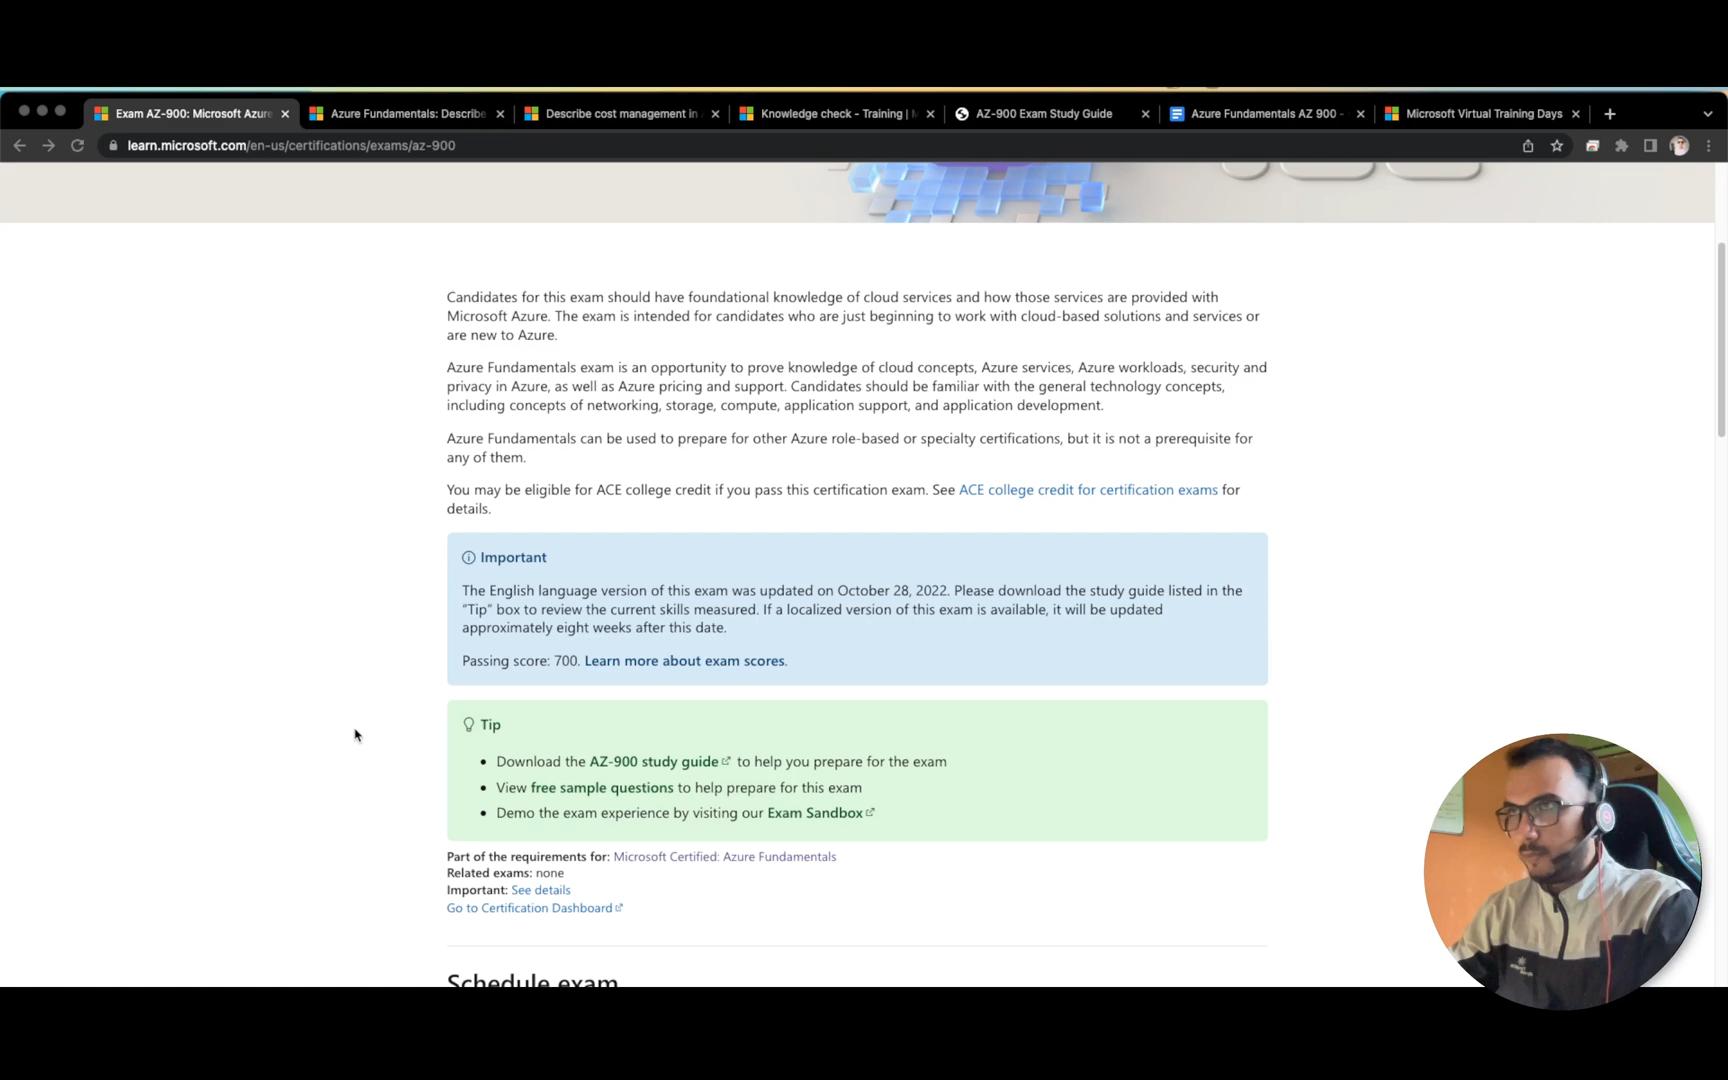 Exam AZ-900: Microsoft Azure
Azure Fundamentals: Describe
Describe cost management in
Knowledge check - Training |
AZ-900 Exam Study Guide
Azure Fundamentals AZ 900 -
Microsoft Virtual Training Days
learn.microsoft.com/en-us/certifications/exams/az-900
Candidates for this exam should have foundational knowledge of cloud services and how those services are provided with
Microsoft Azure. The exam is intended for candidates who are just beginning to work with cloud-based solutions and services or
are new to Azure.
Azure Fundamentals exam is an opportunity to prove knowledge of cloud concepts, Azure services, Azure workloads, security and
privacy in Azure, as well as Azure pricing and support. Candidates should be familiar with the general technology concepts,
including concepts of networking, storage, compute, application support, and application development.
Azure Fundamentals can be used to prepare for other Azure role-based or specialty certifications, but it is not a prerequisite for
any of them.
You may be eligible for ACE college credit if you pass this certification exam. See ACE college credit for certification exams for
details.
Important
The English language version of this exam was updated on October 28, 2022. Please download the study guide listed in the
“Tip” box to review the current skills measured. If a localized version of this exam is available, it will be updated
approximately eight weeks after this date.
Passing score: 700. Learn more about exam scores.
Tip
• Download the AZ-900 study guide to help you prepare for the exam
• View free sample questions to help prepare for this exam
• Demo the exam experience by visiting our Exam Sandbox
Part of the requirements for: Microsoft Certified: Azure Fundamentals
Related exams: none
Important: See details
Go to Certification Dashboard
Schedule exam